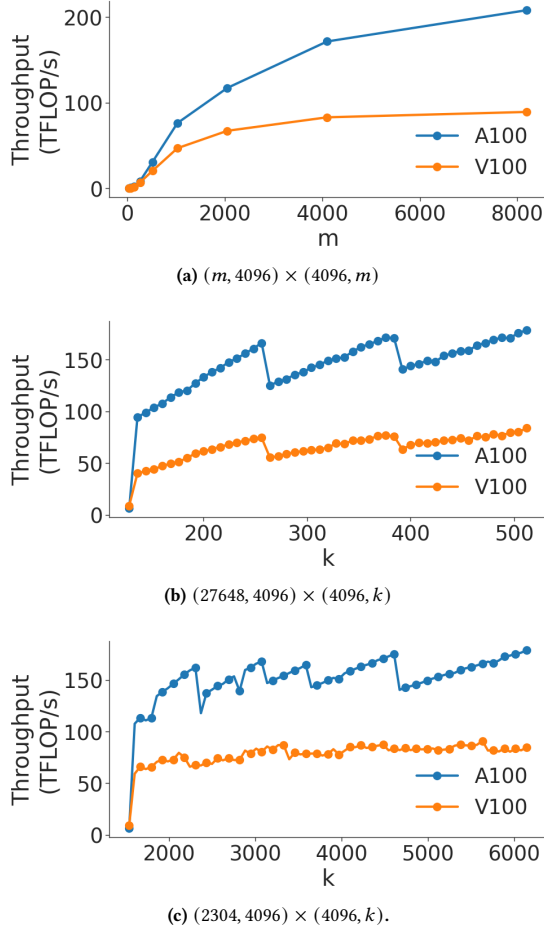 200
100
0
Throughput
(TFLOP/s)
A100
V100
0 2000 4000 6000 8000
m
(a) (m, 4096) × (4096, m)
150
100
50
0
Throughput
(TFLOP/s)
A100
V100
200 300 400 500
k
(b) (27648, 4096) × (4096, k)
150
100
50
0
Throughput
(TFLOP/s)
A100
V100
2000 3000 4000 5000 6000
k
(c) (2304, 4096) × (4096, k).